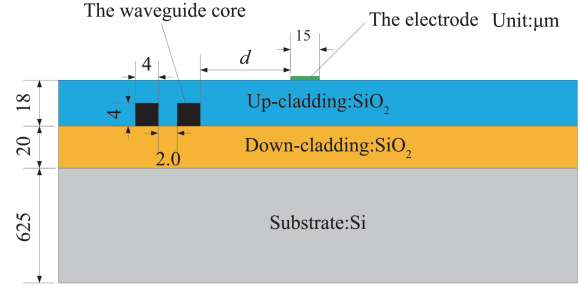 The waveguide core
The electrode Unit:μm
15
4
d
18
Up-cladding:SiO₂
4
20
Down-cladding:SiO₂
2.0
625
Substrate:Si